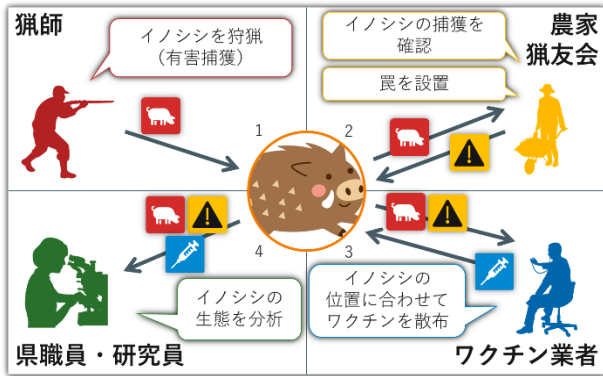 猟師
イノシシを狩猟
（有害捕獲）
1
イノシシの捕獲を
確認
罠を設置
農家
猟友会
2
4
イノシシの
生態を分析
県職員・研究員
3
イノシシの
位置に合わせて
ワクチンを散布
ワクチン業者